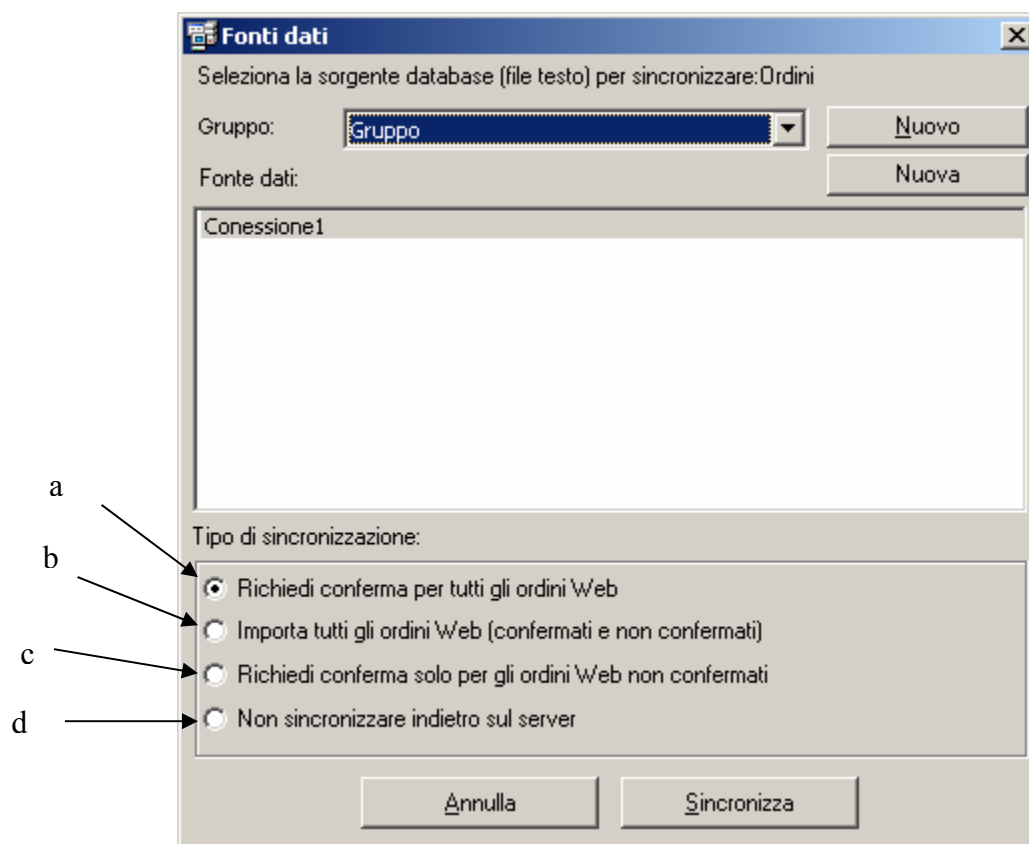 Fonti dati
Seleziona la sorgente database (file testo) per sincronizzare:Ordini
Gruppo:
Gruppo
Nuovo
Fonte dati:
Nuova
Conessione1
Tipo di sincronizzazione:
a
Richiedi conferma per tutti gli ordini Web
b
Importa tutti gli ordini Web (confermati e non confermati)
c
Richiedi conferma solo per gli ordini Web non confermati
d
Non sincronizzare indietro sul server
Annulla
Sincronizza